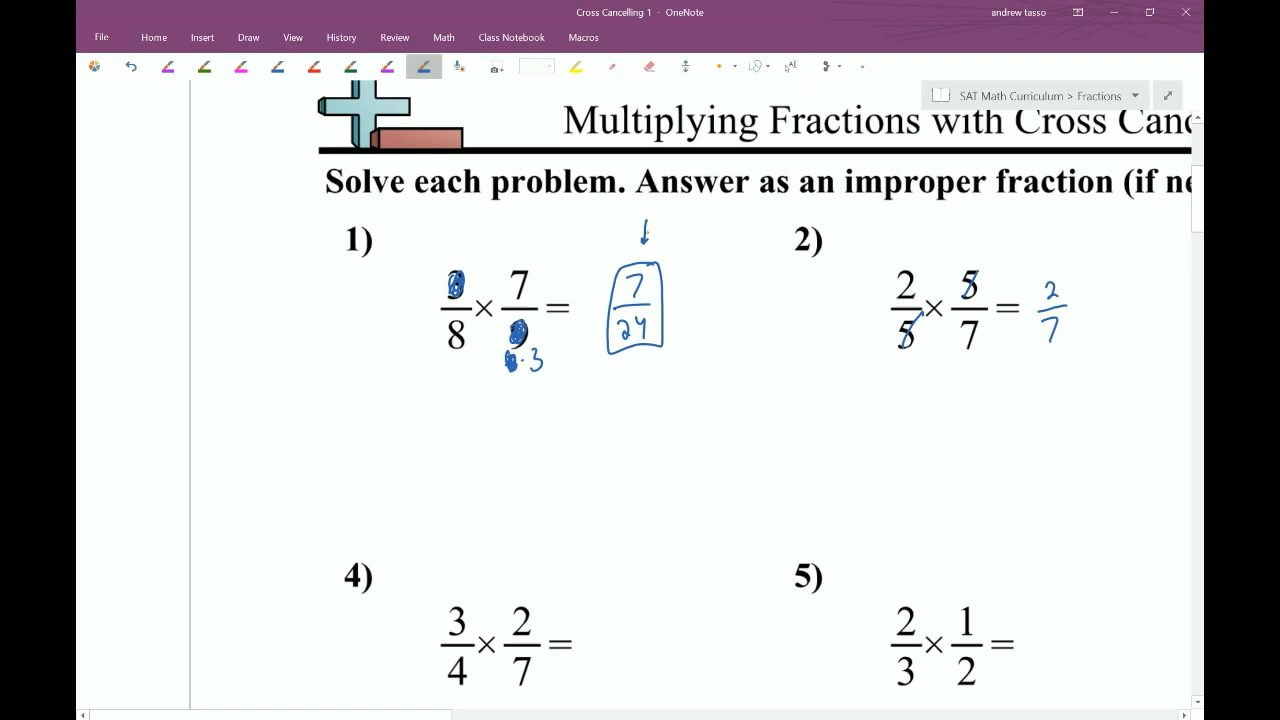 Cross Cancelling 1 - OneNote
andrew tasso
File Home Insert Draw View History Review Math Class Notebook Macros
SAT Math Curriculum > Fractions
Multiplying Fractions with Cross Canc
Solve each problem. Answer as an improper fraction (if ne
1)
2)
7 7 2 5 2
× = × =
8 24 5 7 7
· 3
4)
5)
3 2 2 1
× = × =
4 7 3 2